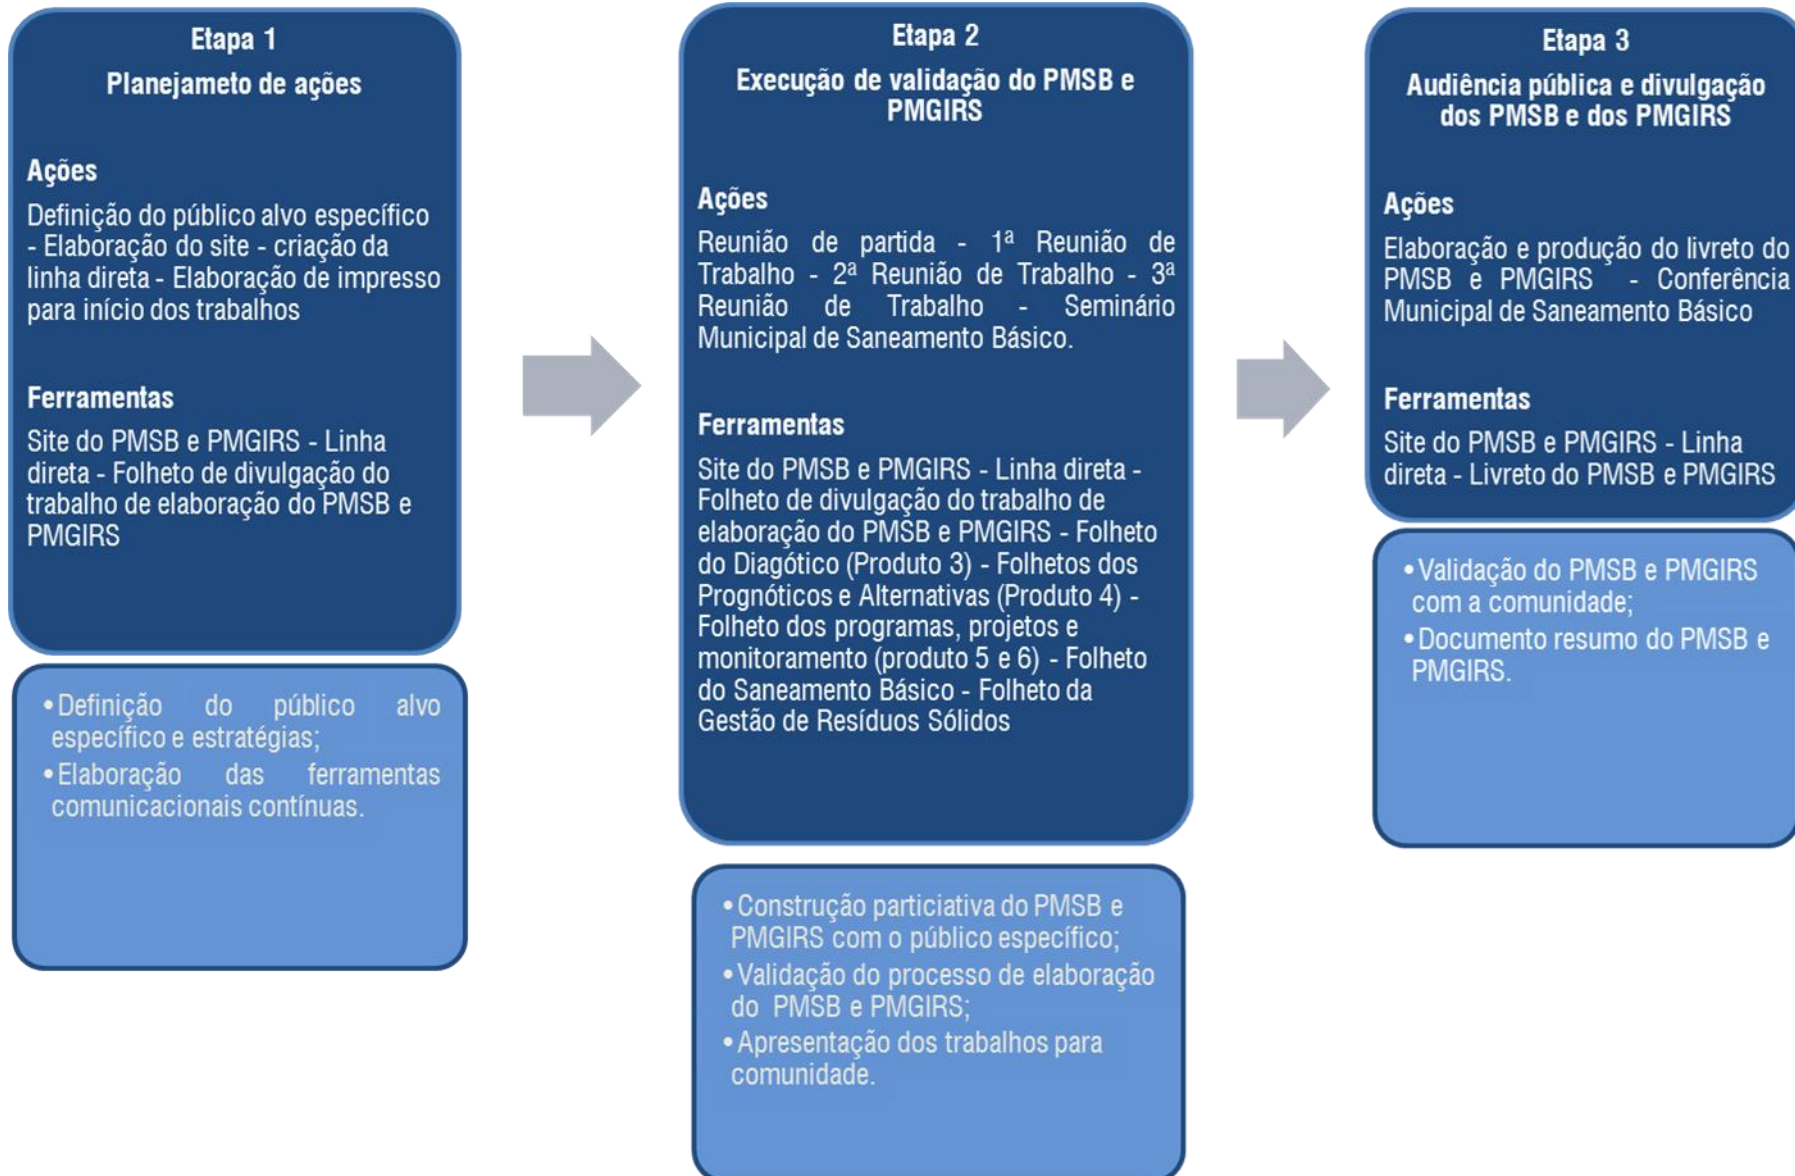 Etapa 1
Planejameto de ações
Ações
Definição do público alvo específico
- Elaboração do site - criação da
linha direta - Elaboração de impresso
para início dos trabalhos
Ferramentas
Site do PMSB e PMGIRS - Linha
direta - Folheto de divulgação do
trabalho de elaboração do PMSB e
PMGIRS
•Definição do público alvo
específico e estratégias;
•Elaboração das ferramentas
comunicacionais contínuas.
Etapa 2
Execução de validação do PMSB e
PMGIRS
Ações
Reunião de partida - 1ª Reunião de
Trabalho - 2ª Reunião de Trabalho - 3ª
Reunião de Trabalho - Seminário
Municipal de Saneamento Básico.
Ferramentas
Site do PMSB e PMGIRS - Linha direta -
Folheto de divulgação do trabalho de
elaboração do PMSB e PMGIRS - Folheto
do Diagótico (Produto 3) - Folhetos dos
Prognóticos e Alternativas (Produto 4) -
Folheto dos programas, projetos e
monitoramento (produto 5 e 6) - Folheto
do Saneamento Básico - Folheto da
Gestão de Resíduos Sólidos
•Construção particiativa do PMSB e
PMGIRS com o público específico;
•Validação do processo de elaboração
do PMSB e PMGIRS;
•Apresentação dos trabalhos para
comunidade.
Etapa 3
Audiência pública e divulgação
dos PMSB e dos PMGIRS
Ações
Elaboração e produção do livreto do
PMSB e PMGIRS - Conferência
Municipal de Saneamento Básico
Ferramentas
Site do PMSB e PMGIRS - Linha
direta - Livreto do PMSB e PMGIRS
•Validação do PMSB e PMGIRS
com a comunidade;
•Documento resumo do PMSB e
PMGIRS.